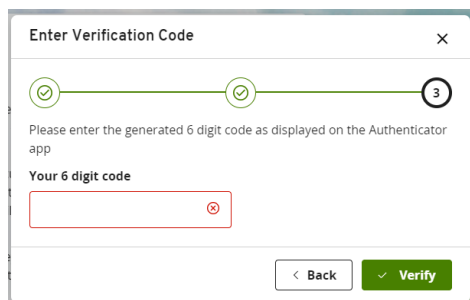 Enter Verification Code
3
Please enter the generated 6 digit code as displayed on the Authenticator
app
Your 6 digit code
Back
Verify